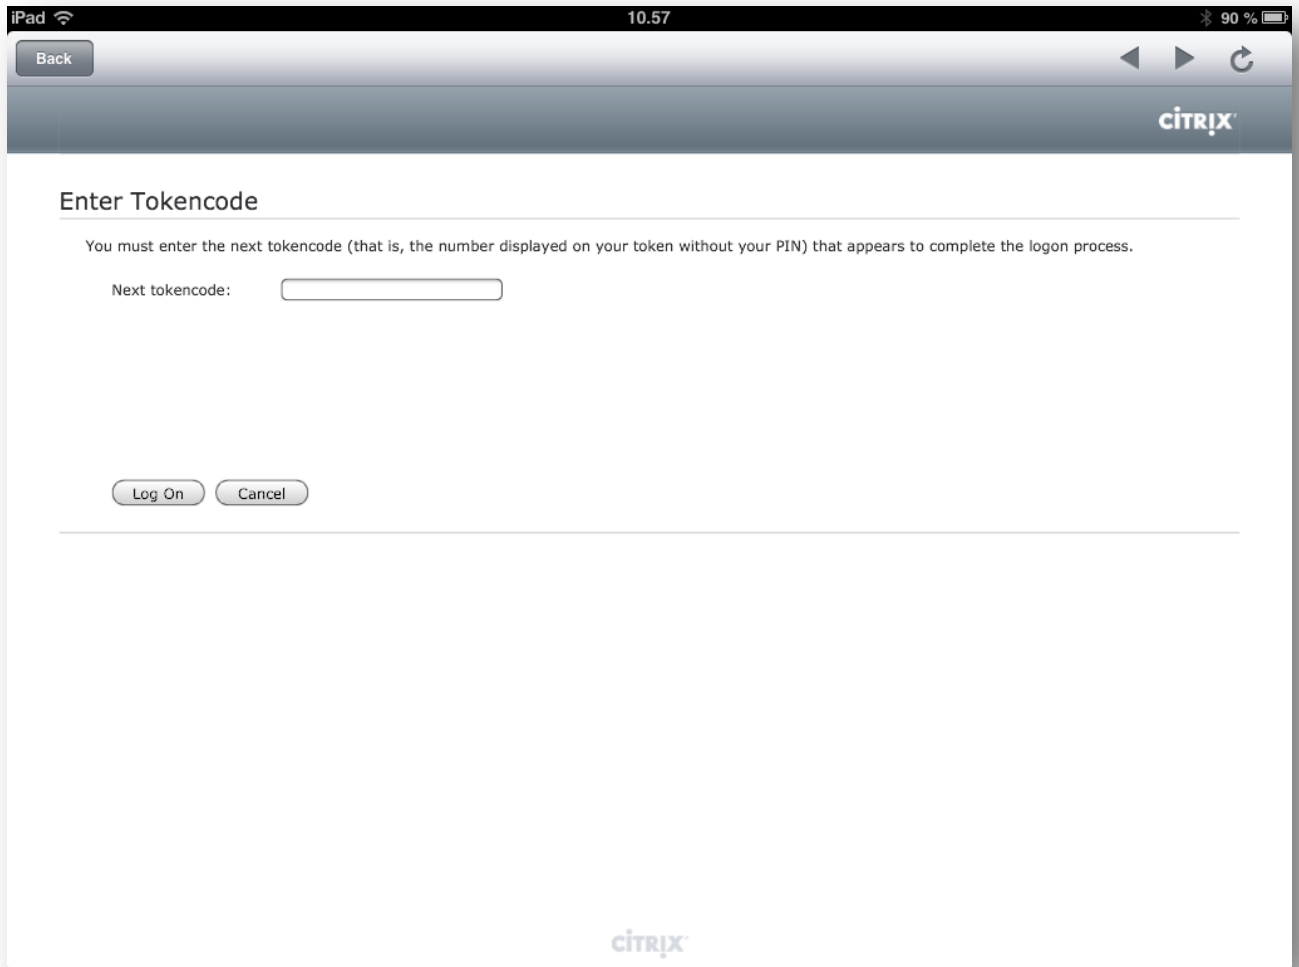 iPad 10.57 90 %
Back
CITRIX
Enter Tokencode
You must enter the next tokencode (that is, the number displayed on your token without your PIN) that appears to complete the logon process.
Next tokencode:
Log On Cancel
CITRIX